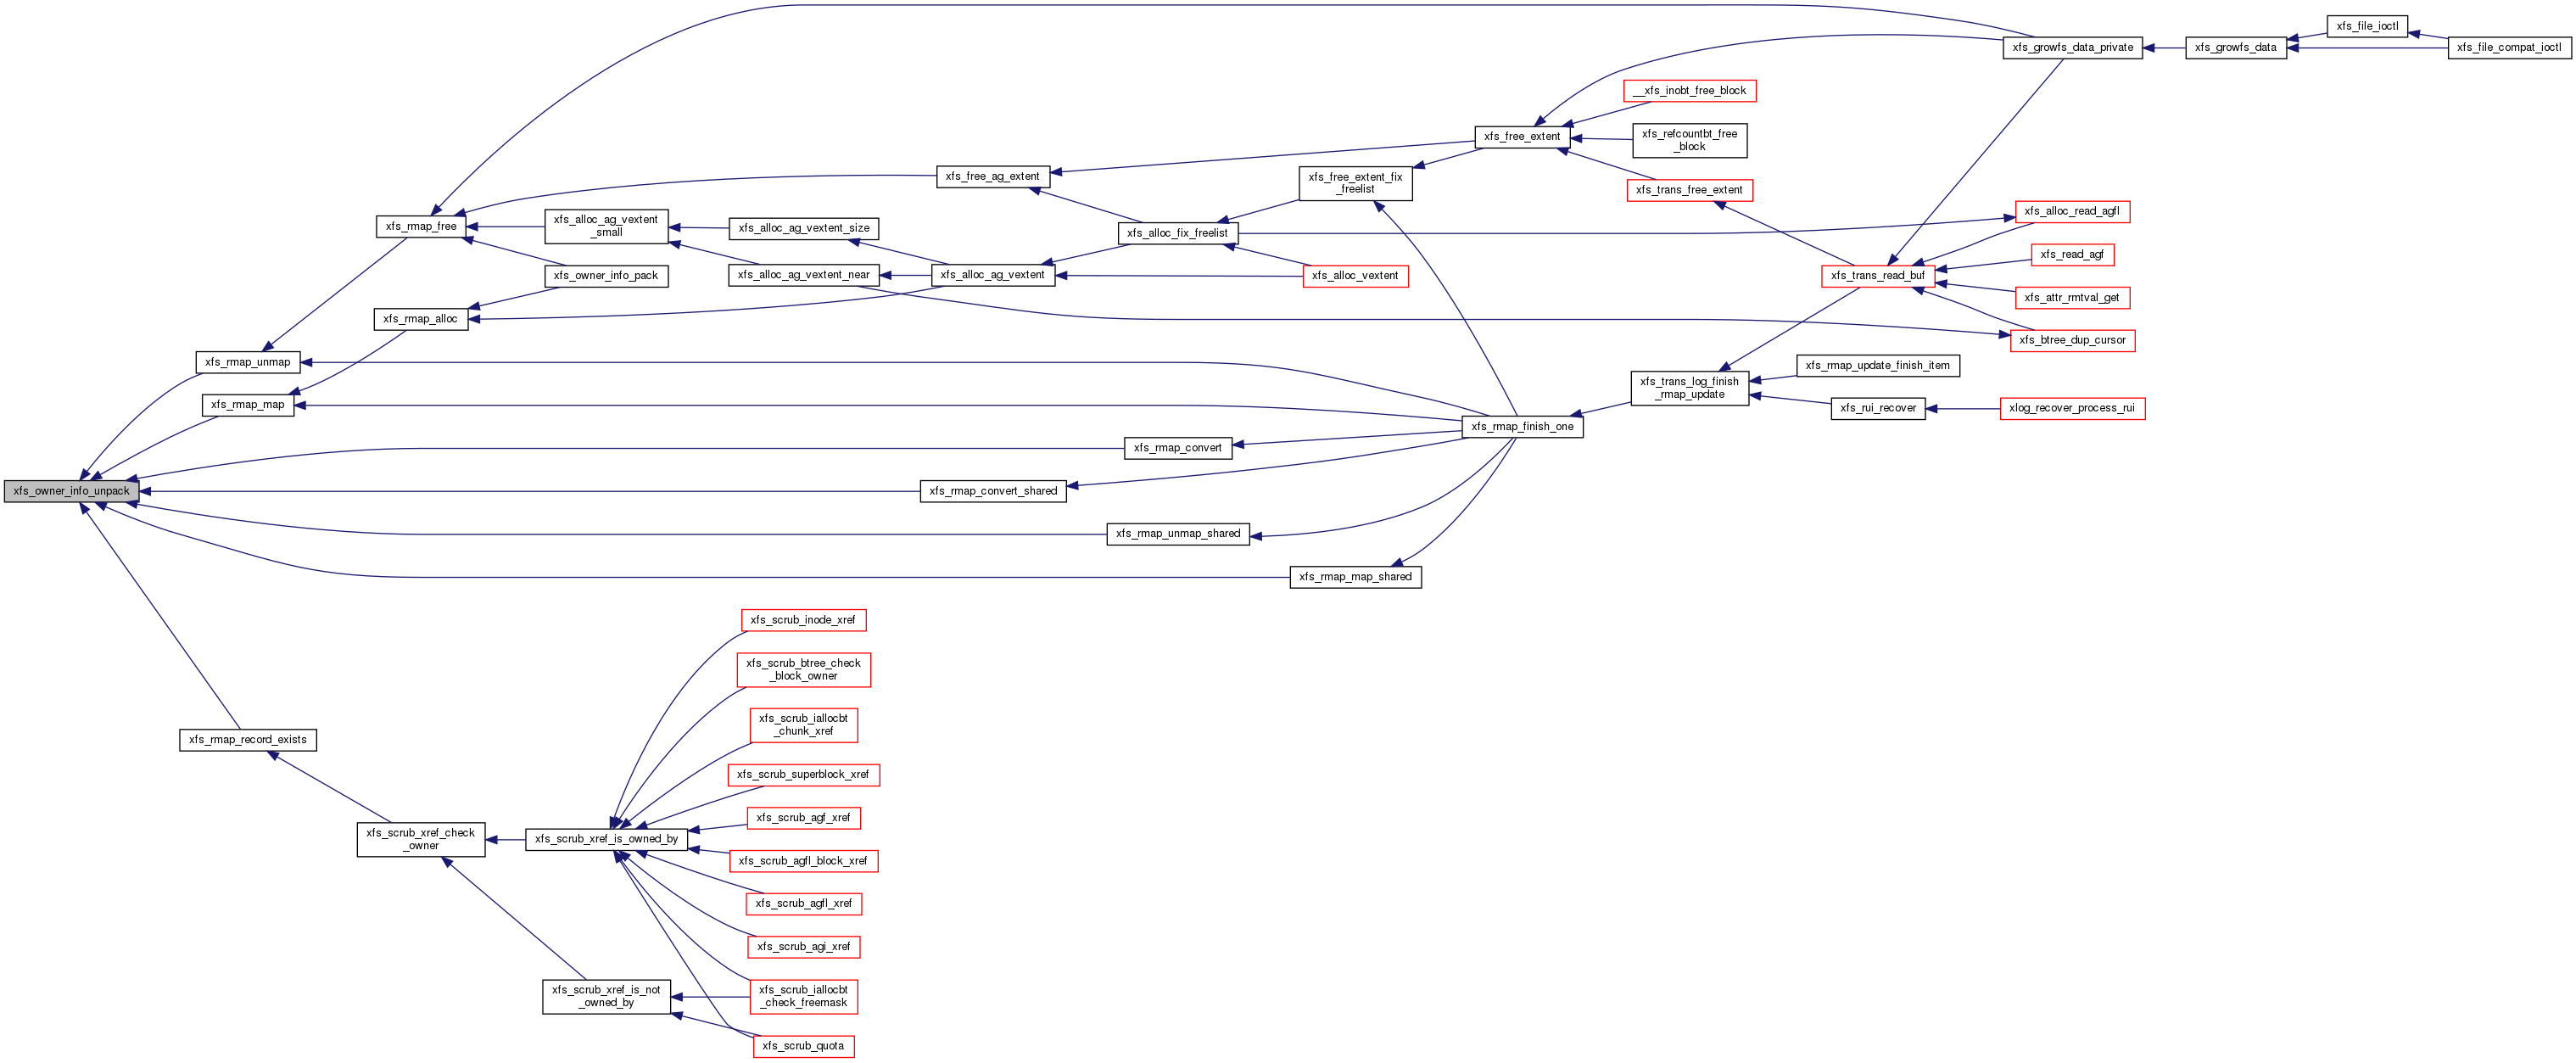 xfs_file_ioctl
xfs_growfs_data_private
xfs_growfs_data
xfs_file_compat_ioctl
__xfs_inobt_free_block
xfs_free_extent
xfs_refcountbt_free
_block
xfs_free_ag_extent
xfs_free_extent_fix
_freelist
xfs_trans_free_extent
xfs_alloc_read_agfl
xfs_rmap_free
xfs_alloc_ag_vextent
_small
xfs_alloc_ag_vextent_size
xfs_alloc_fix_freelist
xfs_read_agf
xfs_owner_info_pack
xfs_alloc_ag_vextent_near
xfs_alloc_ag_vextent
xfs_alloc_vextent
xfs_trans_read_buf
xfs_attr_rmtval_get
xfs_rmap_alloc
xfs_btree_dup_cursor
xfs_rmap_unmap
xfs_rmap_update_finish_item
xfs_trans_log_finish
_rmap_update
xfs_rmap_map
xfs_rui_recover
xlog_recover_process_rui
xfs_rmap_finish_one
xfs_rmap_convert
xfs_owner_info_unpack
xfs_rmap_convert_shared
xfs_rmap_unmap_shared
xfs_rmap_map_shared
xfs_scrub_inode_xref
xfs_scrub_btree_check
_block_owner
xfs_scrub_iallocbt
_chunk_xref
xfs_rmap_record_exists
xfs_scrub_superblock_xref
xfs_scrub_agf_xref
xfs_scrub_xref_check
_owner
xfs_scrub_xref_is_owned_by
xfs_scrub_agfl_block_xref
xfs_scrub_agfl_xref
xfs_scrub_agi_xref
xfs_scrub_xref_is_not
_owned_by
xfs_scrub_iallocbt
_check_freemask
xfs_scrub_quota